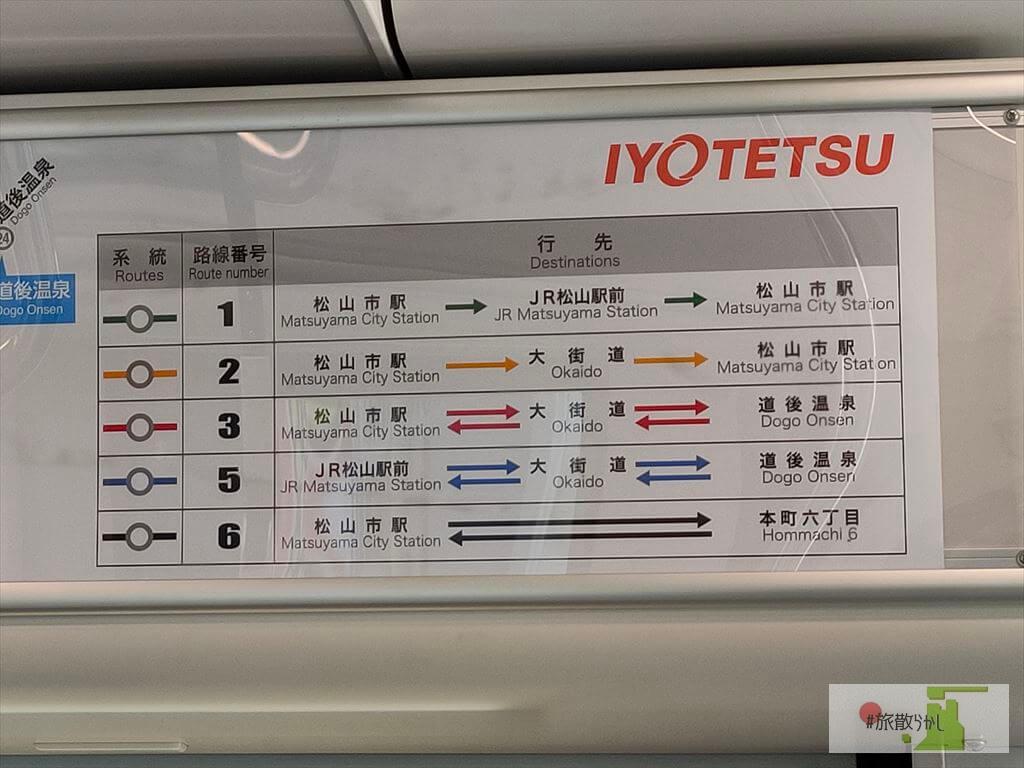 IYOTETSU
道後温泉
Dogo Onsen
24
道後温泉
Dogo Onsen
系統 路線番号 行先
Routes Route number Destinations
1 松山市駅 → JR松山駅前 → 松山市駅
Matsuyama City Station JR Matsuyama Station Matsuyama City Station
2 松山市駅 → 大街道 → 松山市駅
Matsuyama City Station Okaido Matsuyama City Station
3 松山市駅 大街道 道後温泉
Matsuyama City Station Okaido Dogo Onsen
5 JR松山駅前 大街道 道後温泉
JR Matsuyama Station Okaido Dogo Onsen
6 松山市駅 本町六丁目
Matsuyama City Station Hommachi 6
#旅散らかし